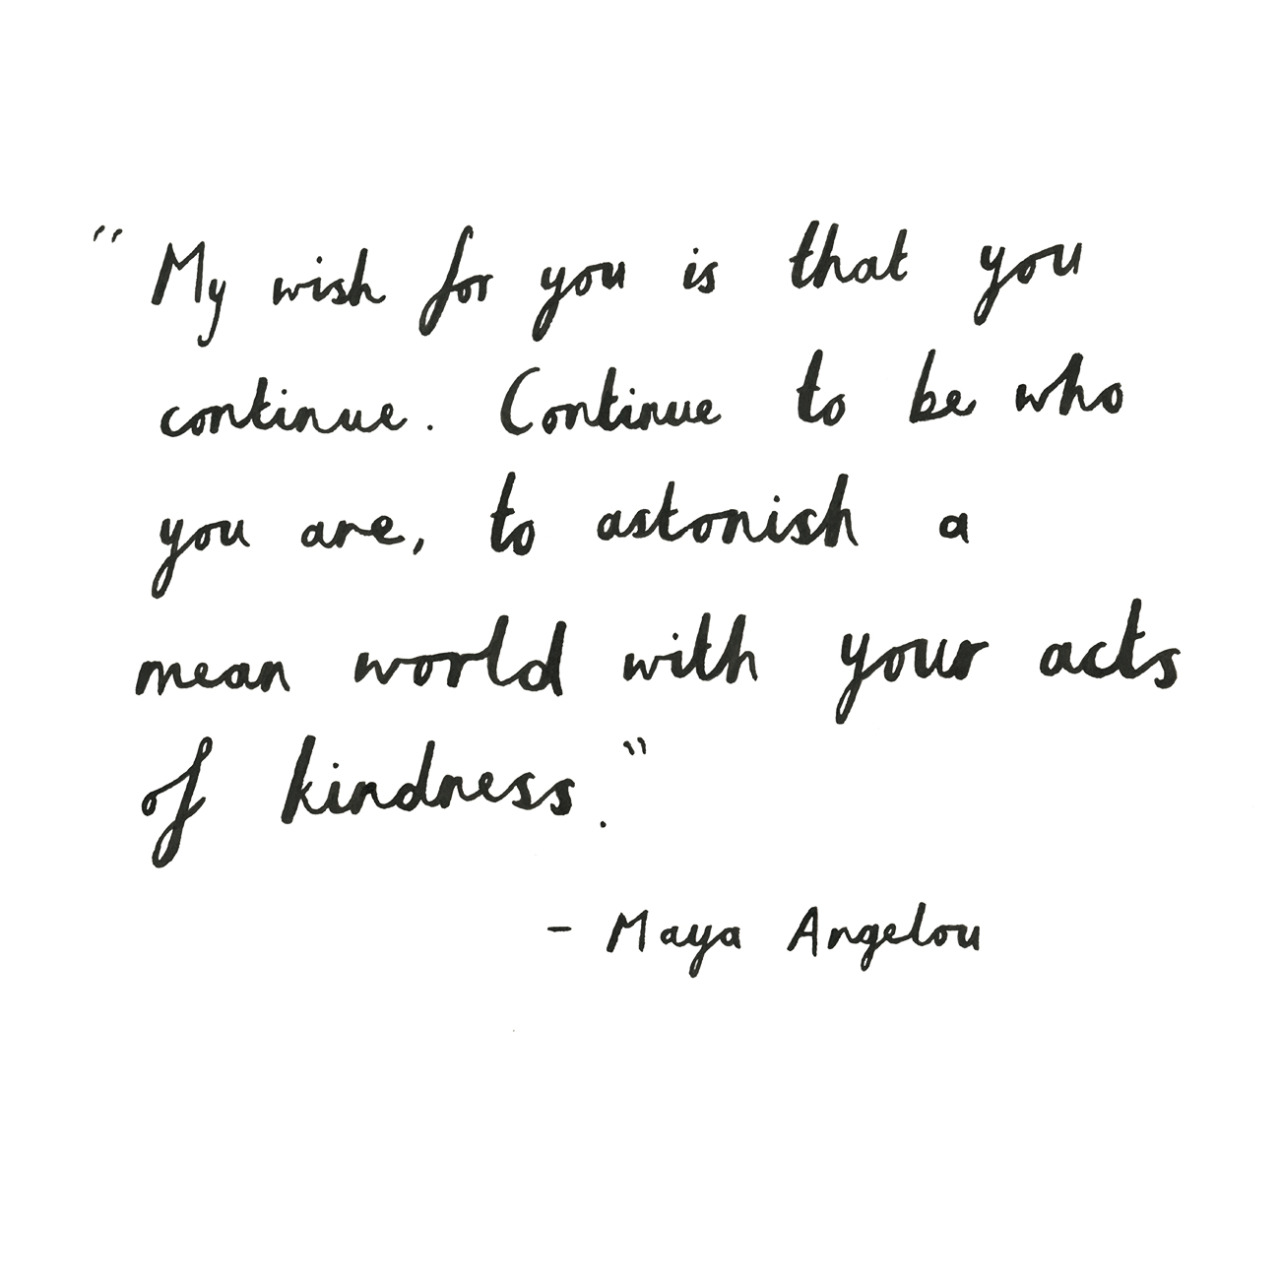 "My wish for you is that you
continue. Continue to be who
you are, to astonish a
mean world with your acts
of kindness."
- Maya Angelou